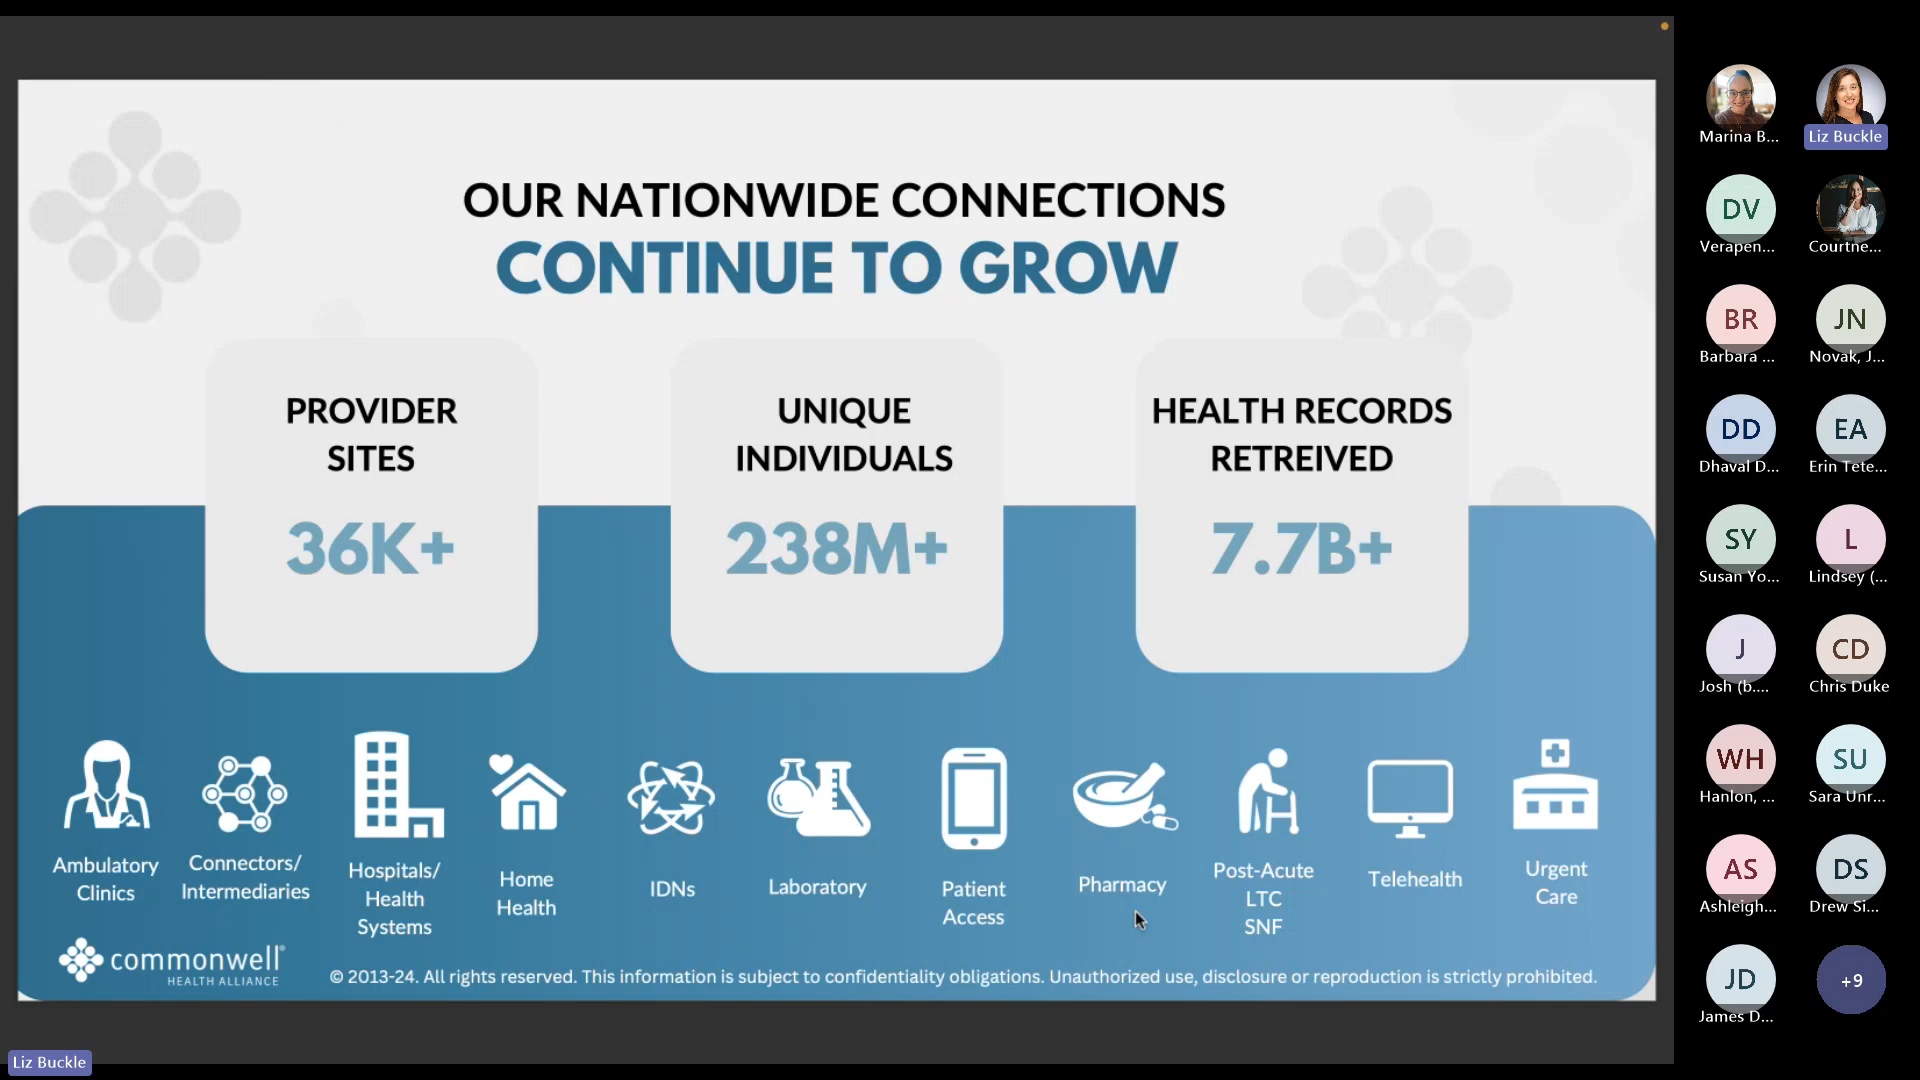 OUR NATIONWIDE CONNECTIONS
CONTINUE TO GROW
PROVIDER
SITES
36K+
UNIQUE
INDIVIDUALS
238M+
HEALTH RECORDS
RETREIVED
7.7B+
Ambulatory
Clinics
Connectors/
Intermediaries
Hospitals/
Health
Systems
Home
Health
IDNs
Laboratory
Patient
Access
Pharmacy
Post-Acute
LTC
SNF
Telehealth
Urgent
Care
commonwell®
HEALTH ALLIANCE
© 2013-24. All rights reserved. This information is subject to confidentiality obligations. Unauthorized use, disclosure or reproduction is strictly prohibited.
Liz Buckle
Marina B...
Liz Buckle
DV
Verapen...
Courtne...
BR
Barbara ...
JN
Novak, J...
DD
Dhaval D...
EA
Erin Tete...
SY
Susan Yo...
L
Lindsey (...
J
Josh (b....
CD
Chris Duke
WH
Hanlon, ...
SU
Sara Unr...
AS
Ashleigh...
DS
Drew Si...
JD
James D...
+9